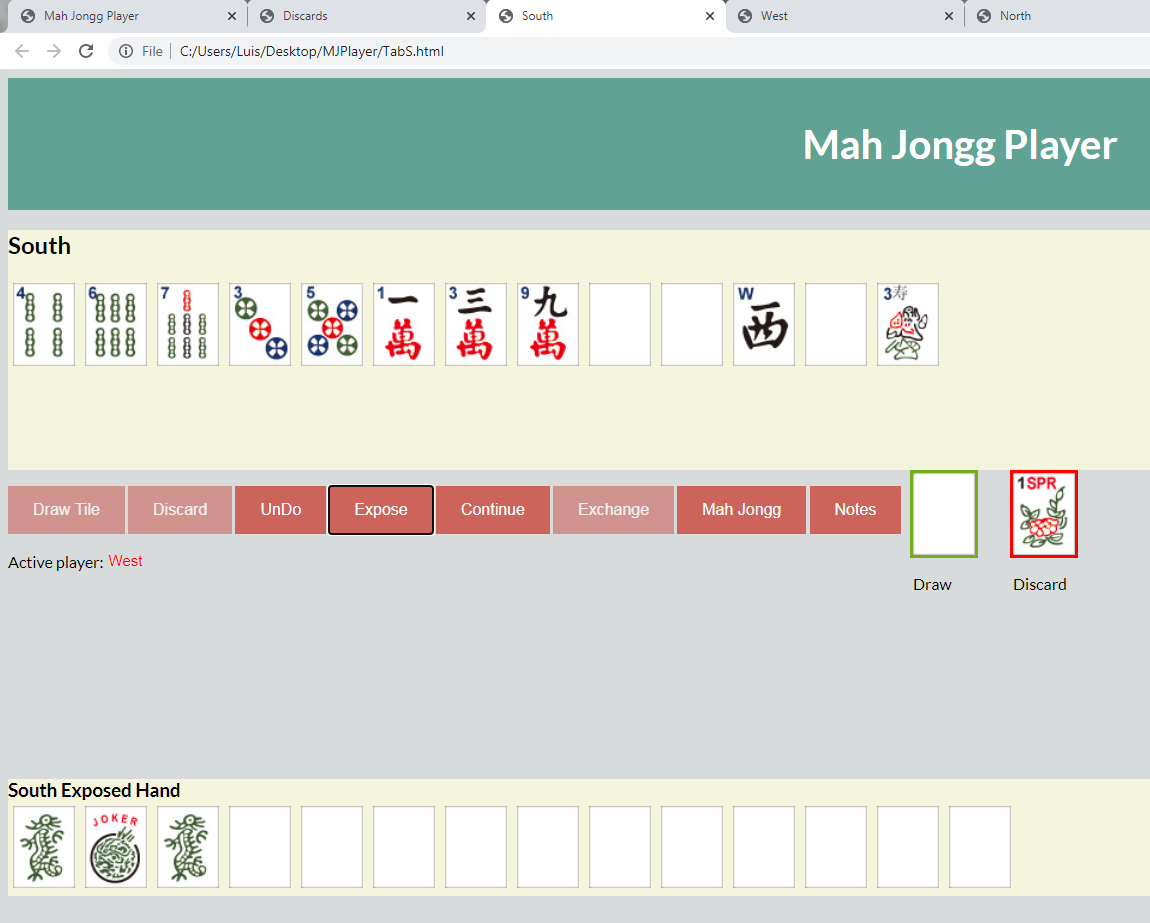 Mah Jongg Player Discards South West North
File C:/Users/Luis/Desktop/MJPlayer/TabS.html
Mah Jongg Player
South
4 6 7 3 5 1 一 萬 3 三 萬 9 九 萬 W 西 3 寿
Draw Tile Discard UnDo Expose Continue Exchange Mah Jongg Notes
1 SPR
Active player: West
Draw Discard
South Exposed Hand
JOKER